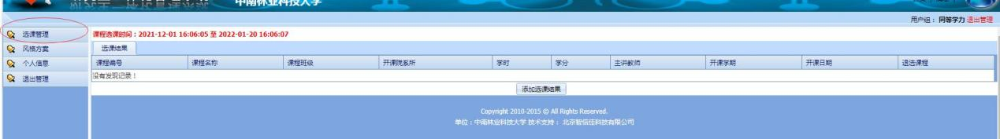 中南林业科技大学
用户组： 同等学力 退出管理
选课管理
风格方案
个人信息
退出管理
课程选课时间：2021-12-01 16:06:05 至 2022-01-20 16:06:07
选课结果
课程编号 课程名称 课程班级 开课院系所 学时 学分 主讲教师 开课学期 开课日期 退选课程
没有发现记录！
添加选课结果
Copyright 2010-2015 © All Rights Reserved.
单位：中南林业科技大学 技术支持： 北京智信佳科技有限公司